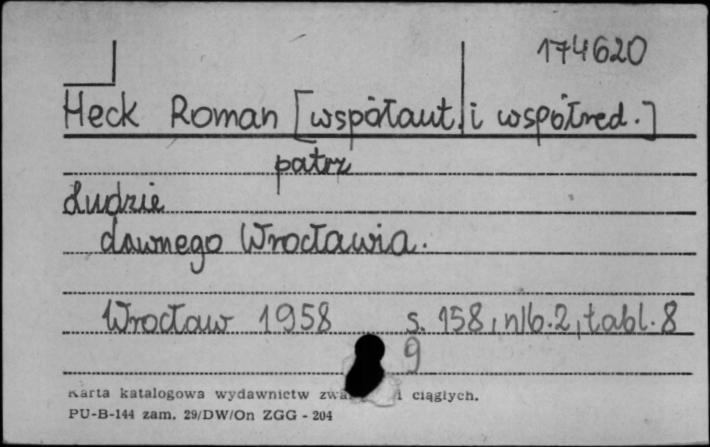 174620
Heck Roman [współaut. i współred.]
patrz
Ludzie
dawnego Wrocławia.
Wrocław 1958 s. 158, nlb. 2, tabl. 8
9
Karta katalogowa wydawnictw i ciągłych.
PU-B-144 zam. 29/DW/On ZGG - 204